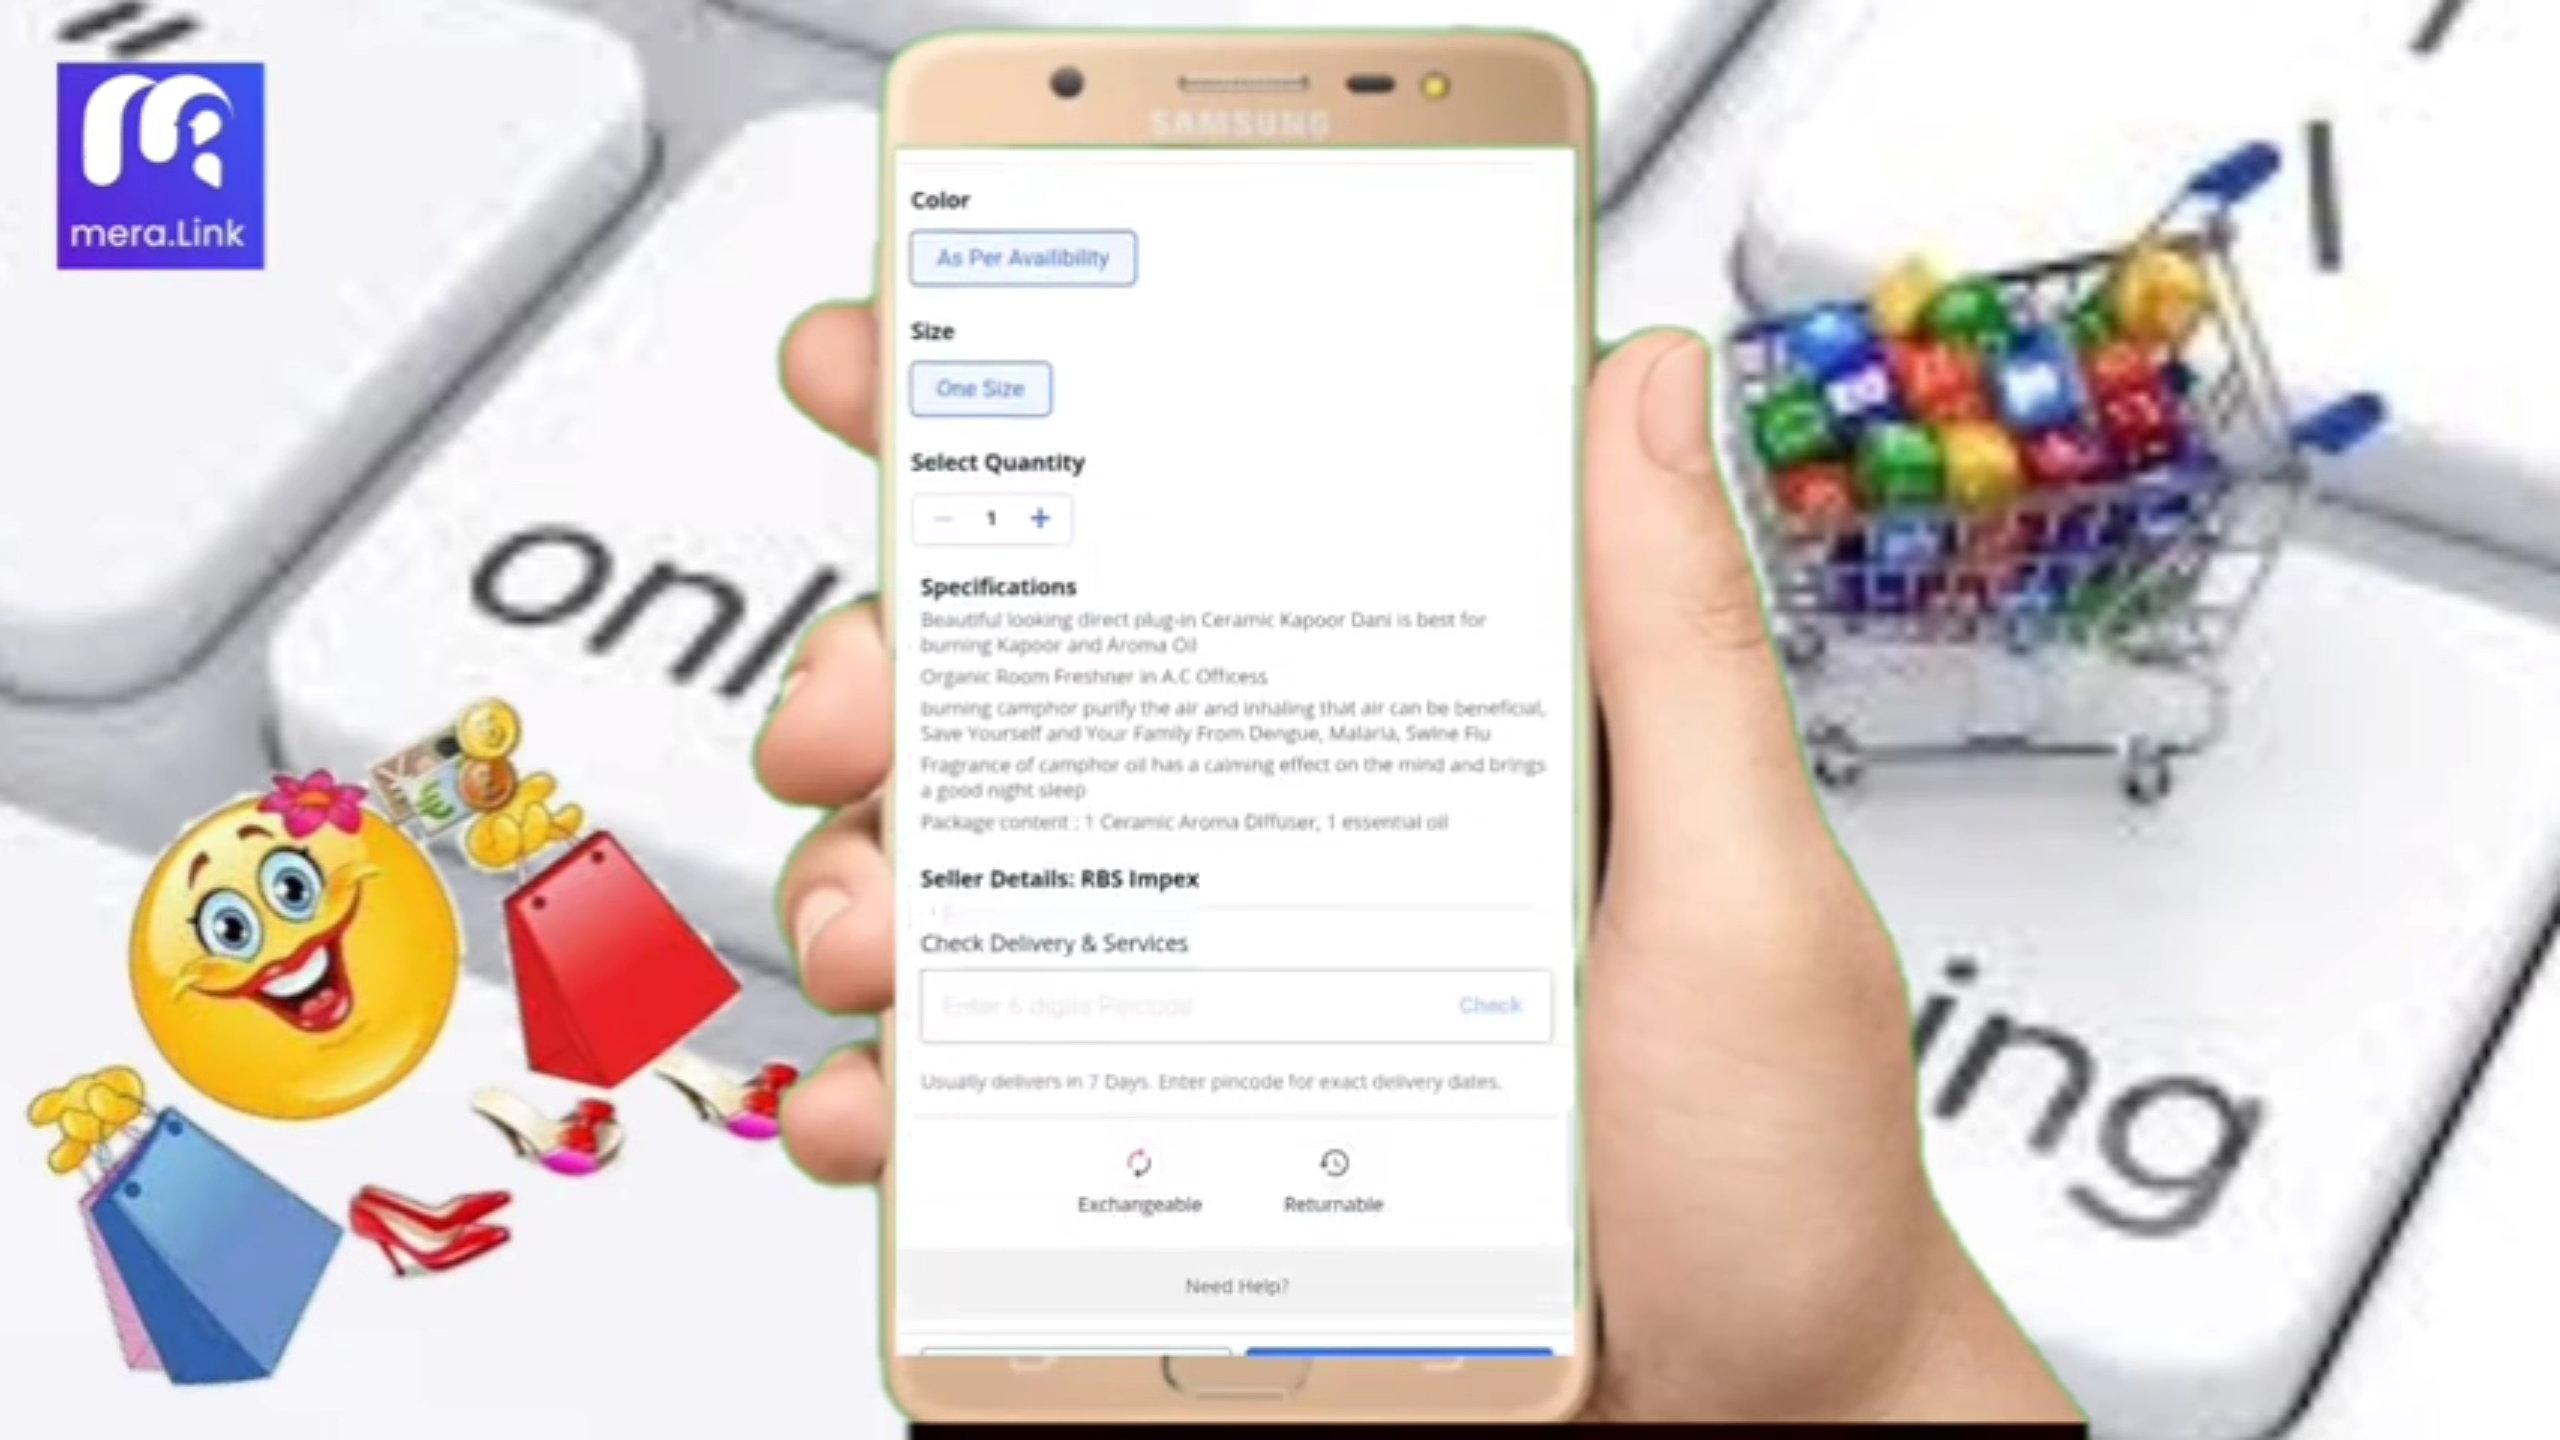 mera.Link
SAMSUNG
Color
As Per Availibility
Size
One Size
Select Quantity
1
Specifications
Beautiful looking direct plug-in Ceramic Kapoor Dani is best for
burning Kapoor and Aroma Oil
Organic Room Freshner in A.C Officess
burning camphor purify the air and inhaling that air can be beneficial,
Save Yourself and Your Family From Dengue, Malaria, Swine Flu
Fragrance of camphor oil has a calming effect on the mind and brings
a good night sleep
Package content : 1 Ceramic Aroma Diffuser, 1 essential oil
Seller Details: RBS Impex
Check Delivery & Services
Enter 6 digits Pincode Check
Usually delivers in 7 Days. Enter pincode for exact delivery dates.
Exchangeable Returnable
Need Help?
onl
ing